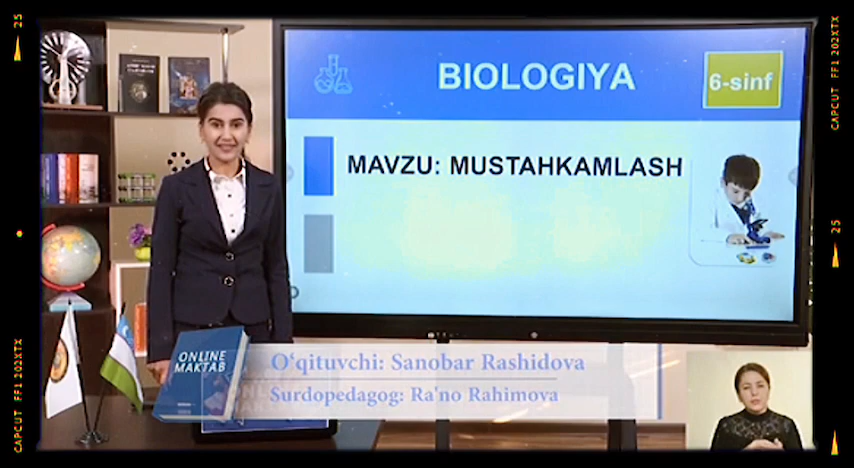 25
CAPCUT FF1 202XTX
BIOLOGIYA
6-sinf
MAVZU: MUSTAHKAMLASH
ONLINE
MAKTAB
O‘qituvchi: Sanobar Rashidova
Surdopedagog: Ra'no Rahimova
25
CAPCUT FF1 202XTX